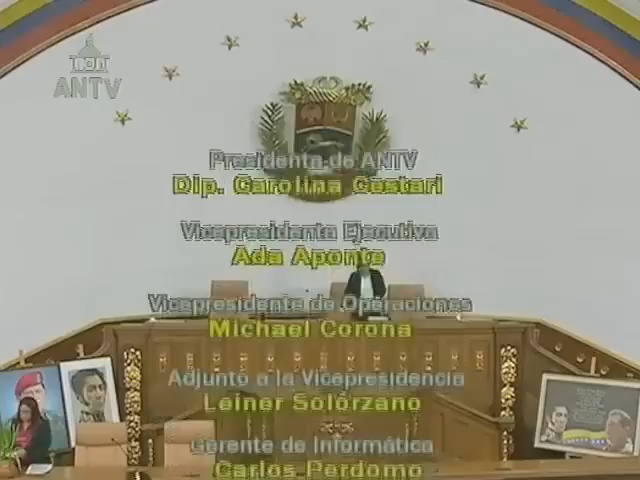 ANTV
Presidenta de ANTV
Dip. Carolina Cestari
Vicepresidenta Ejecutiva
Ada Aponte
Vicepresidente de Operaciones
Michael Corona
Adjunto a la Vicepresidencia
Leiner Solórzano
Gerente de Informática
Carlos Perdomo